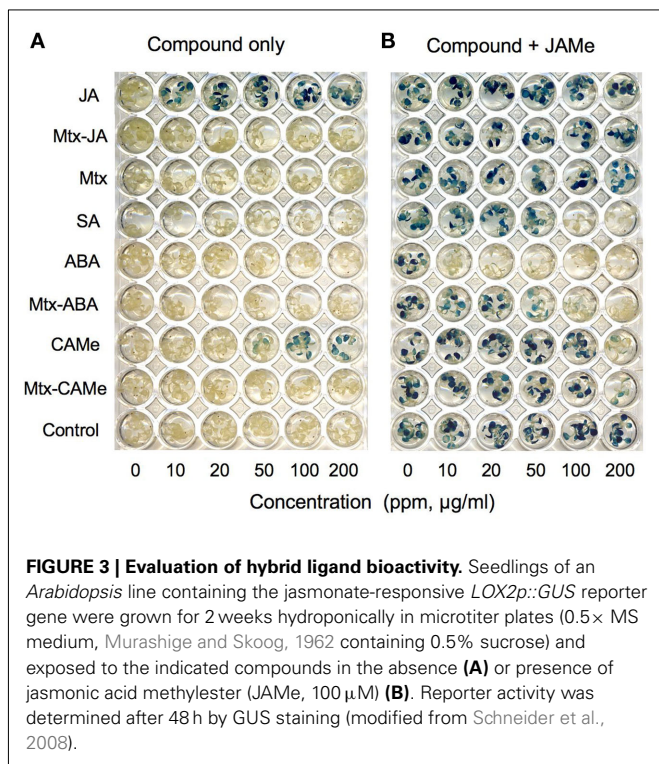 A
Compound only
B
Compound + JAMe
JA
Mtx-JA
Mtx
SA
ABA
Mtx-ABA
CAMe
Mtx-CAMe
Control
0 10 20 50 100 200 0 10 20 50 100 200
Concentration (ppm, µg/ml)
FIGURE 3 | Evaluation of hybrid ligand bioactivity. Seedlings of an
Arabidopsis line containing the jasmonate-responsive LOX2p::GUS reporter
gene were grown for 2 weeks hydroponically in microtiter plates (0.5× MS
medium, Murashige and Skoog, 1962 containing 0.5% sucrose) and
exposed to the indicated compounds in the absence (A) or presence of
jasmonic acid methylester (JAMe, 100 µM) (B). Reporter activity was
determined after 48 h by GUS staining (modified from Schneider et al.,
2008).